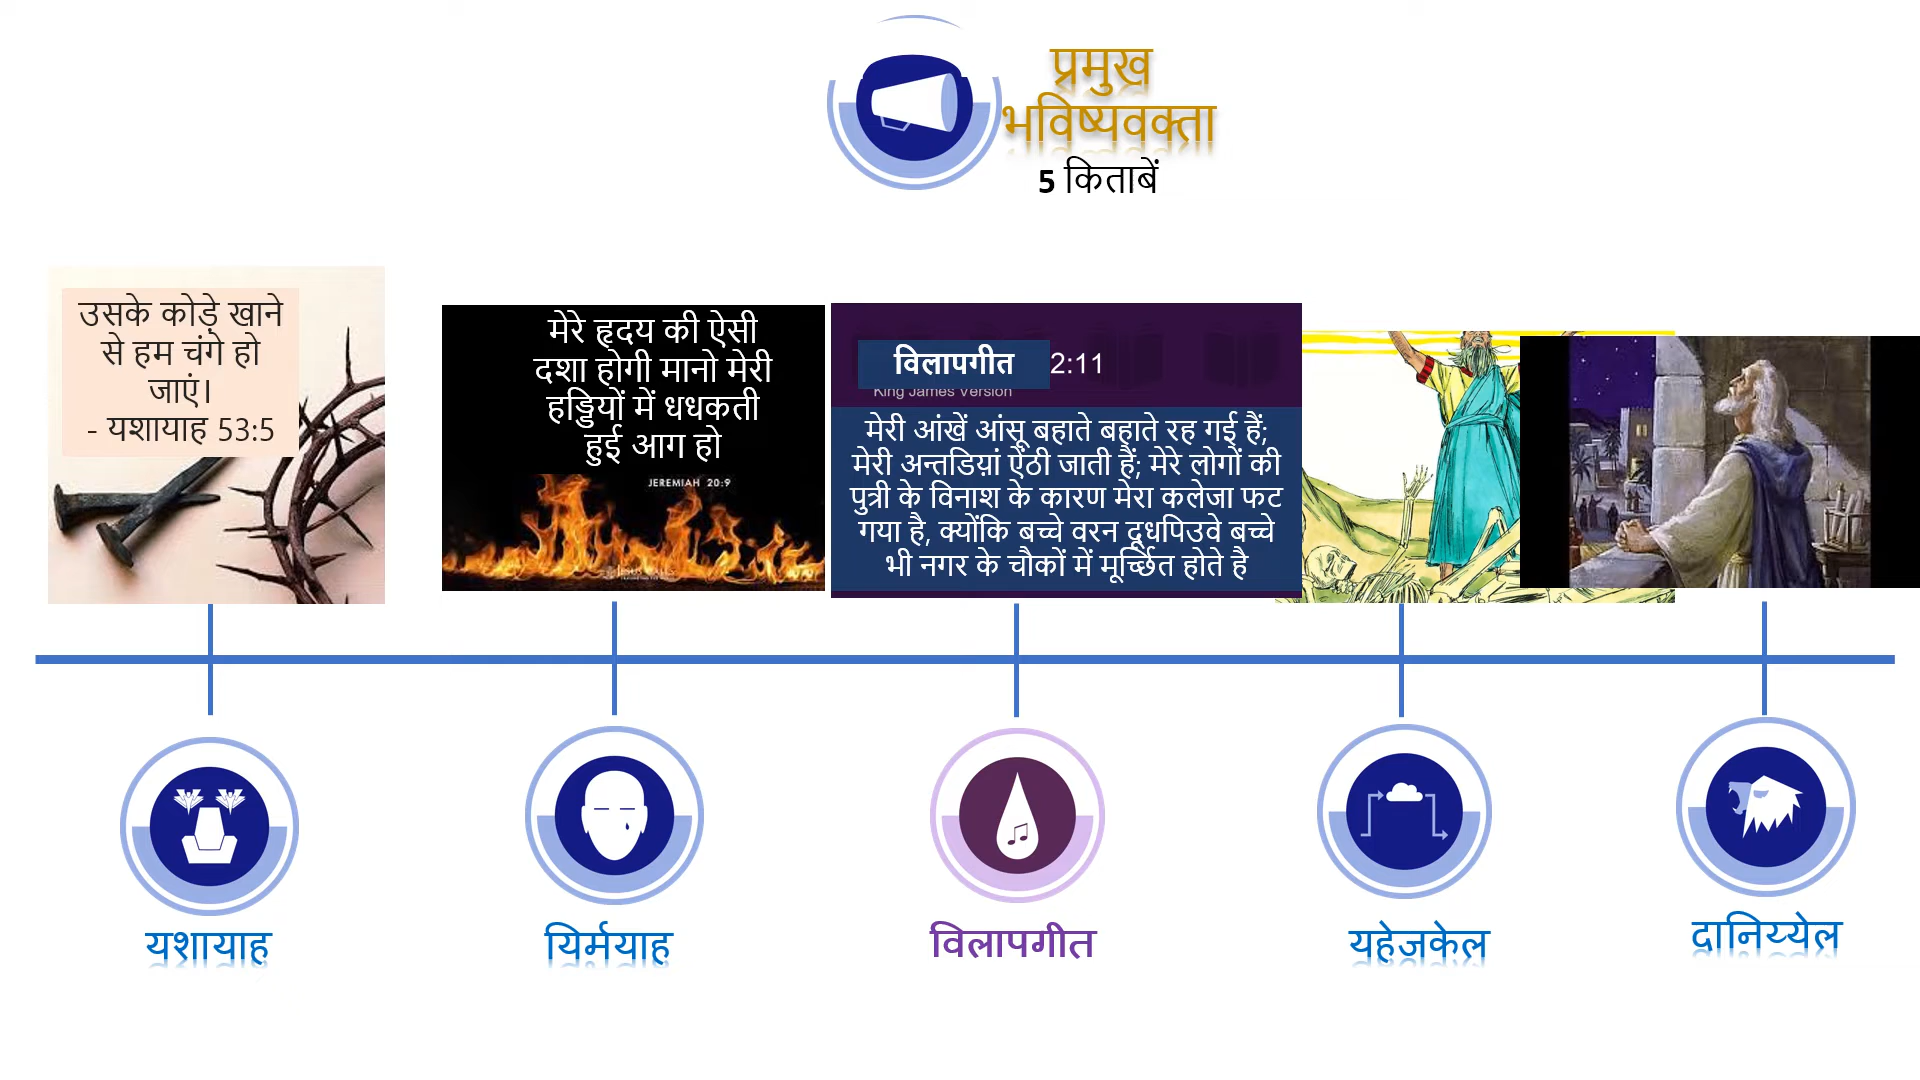 प्रमुख
भविष्यवक्ता
5 किताबें
उसके कोड़े खाने
से हम चंगे हो
जाएं।
- यशायाह 53:5
मेरे हृदय की ऐसी
दशा होगी मानो मेरी
हड्डियों में धधकती
हुई आग हो
JEREMIAH 20:9
विलापगीत 2:11
King James Version
मेरी आंखें आंसू बहाते बहाते रह गई हैं;
मेरी अन्तडिय़ां ऐंठी जाती हैं; मेरे लोगों की
पुत्री के विनाश के कारण मेरा कलेजा फट
गया है, क्योंकि बच्चे वरन दूधपिउवे बच्चे
भी नगर के चौकों में मूर्च्छित होते है
यशायाह
यिर्मयाह
विलापगीत
यहेजकेल
दानिय्येल